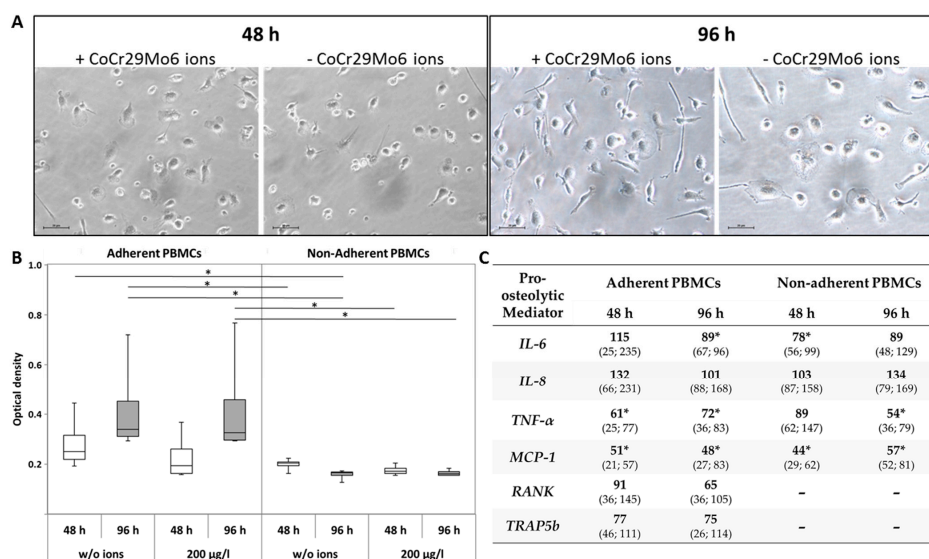 A
48 h
+ CoCr29Mo6 ions
- CoCr29Mo6 ions
96 h
+ CoCr29Mo6 ions
- CoCr29Mo6 ions
B
Adherent PBMCs
Non-Adherent PBMCs
1.0
0.8
0.6
0.4
0.2
Optical density
*
*
*
*
*
48 h 96 h 48 h 96 h 48 h 96 h 48 h 96 h
w/o ions 200 µg/l w/o ions 200 µg/l
C
Pro-osteolytic Mediator
Adherent PBMCs Non-adherent PBMCs
48 h 96 h 48 h 96 h
IL-6 115 89* 78* 89
(25; 235) (67; 96) (56; 99) (48; 129)
IL-8 132 101 103 134
(66; 231) (88; 168) (87; 158) (79; 169)
TNF-α 61* 72* 89 54*
(25; 77) (36; 83) (62; 147) (36; 79)
MCP-1 51* 48* 44* 57*
(21; 57) (27; 83) (29; 62) (52; 81)
RANK 91 65 – –
(36; 145) (36; 105)
TRAP5b 77 75 – –
(46; 111) (26; 114)